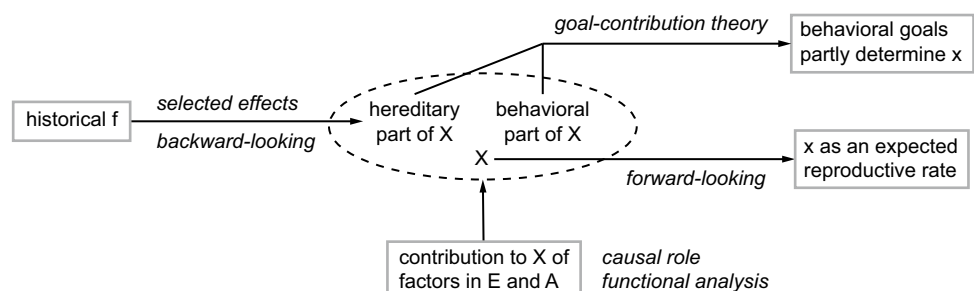 goal-contribution theory
behavioral goals
partly determine x
historical f
selected effects
backward-looking
hereditary
part of X
behavioral
part of X
X
forward-looking
x as an expected
reproductive rate
contribution to X of
factors in E and A
causal role
functional analysis